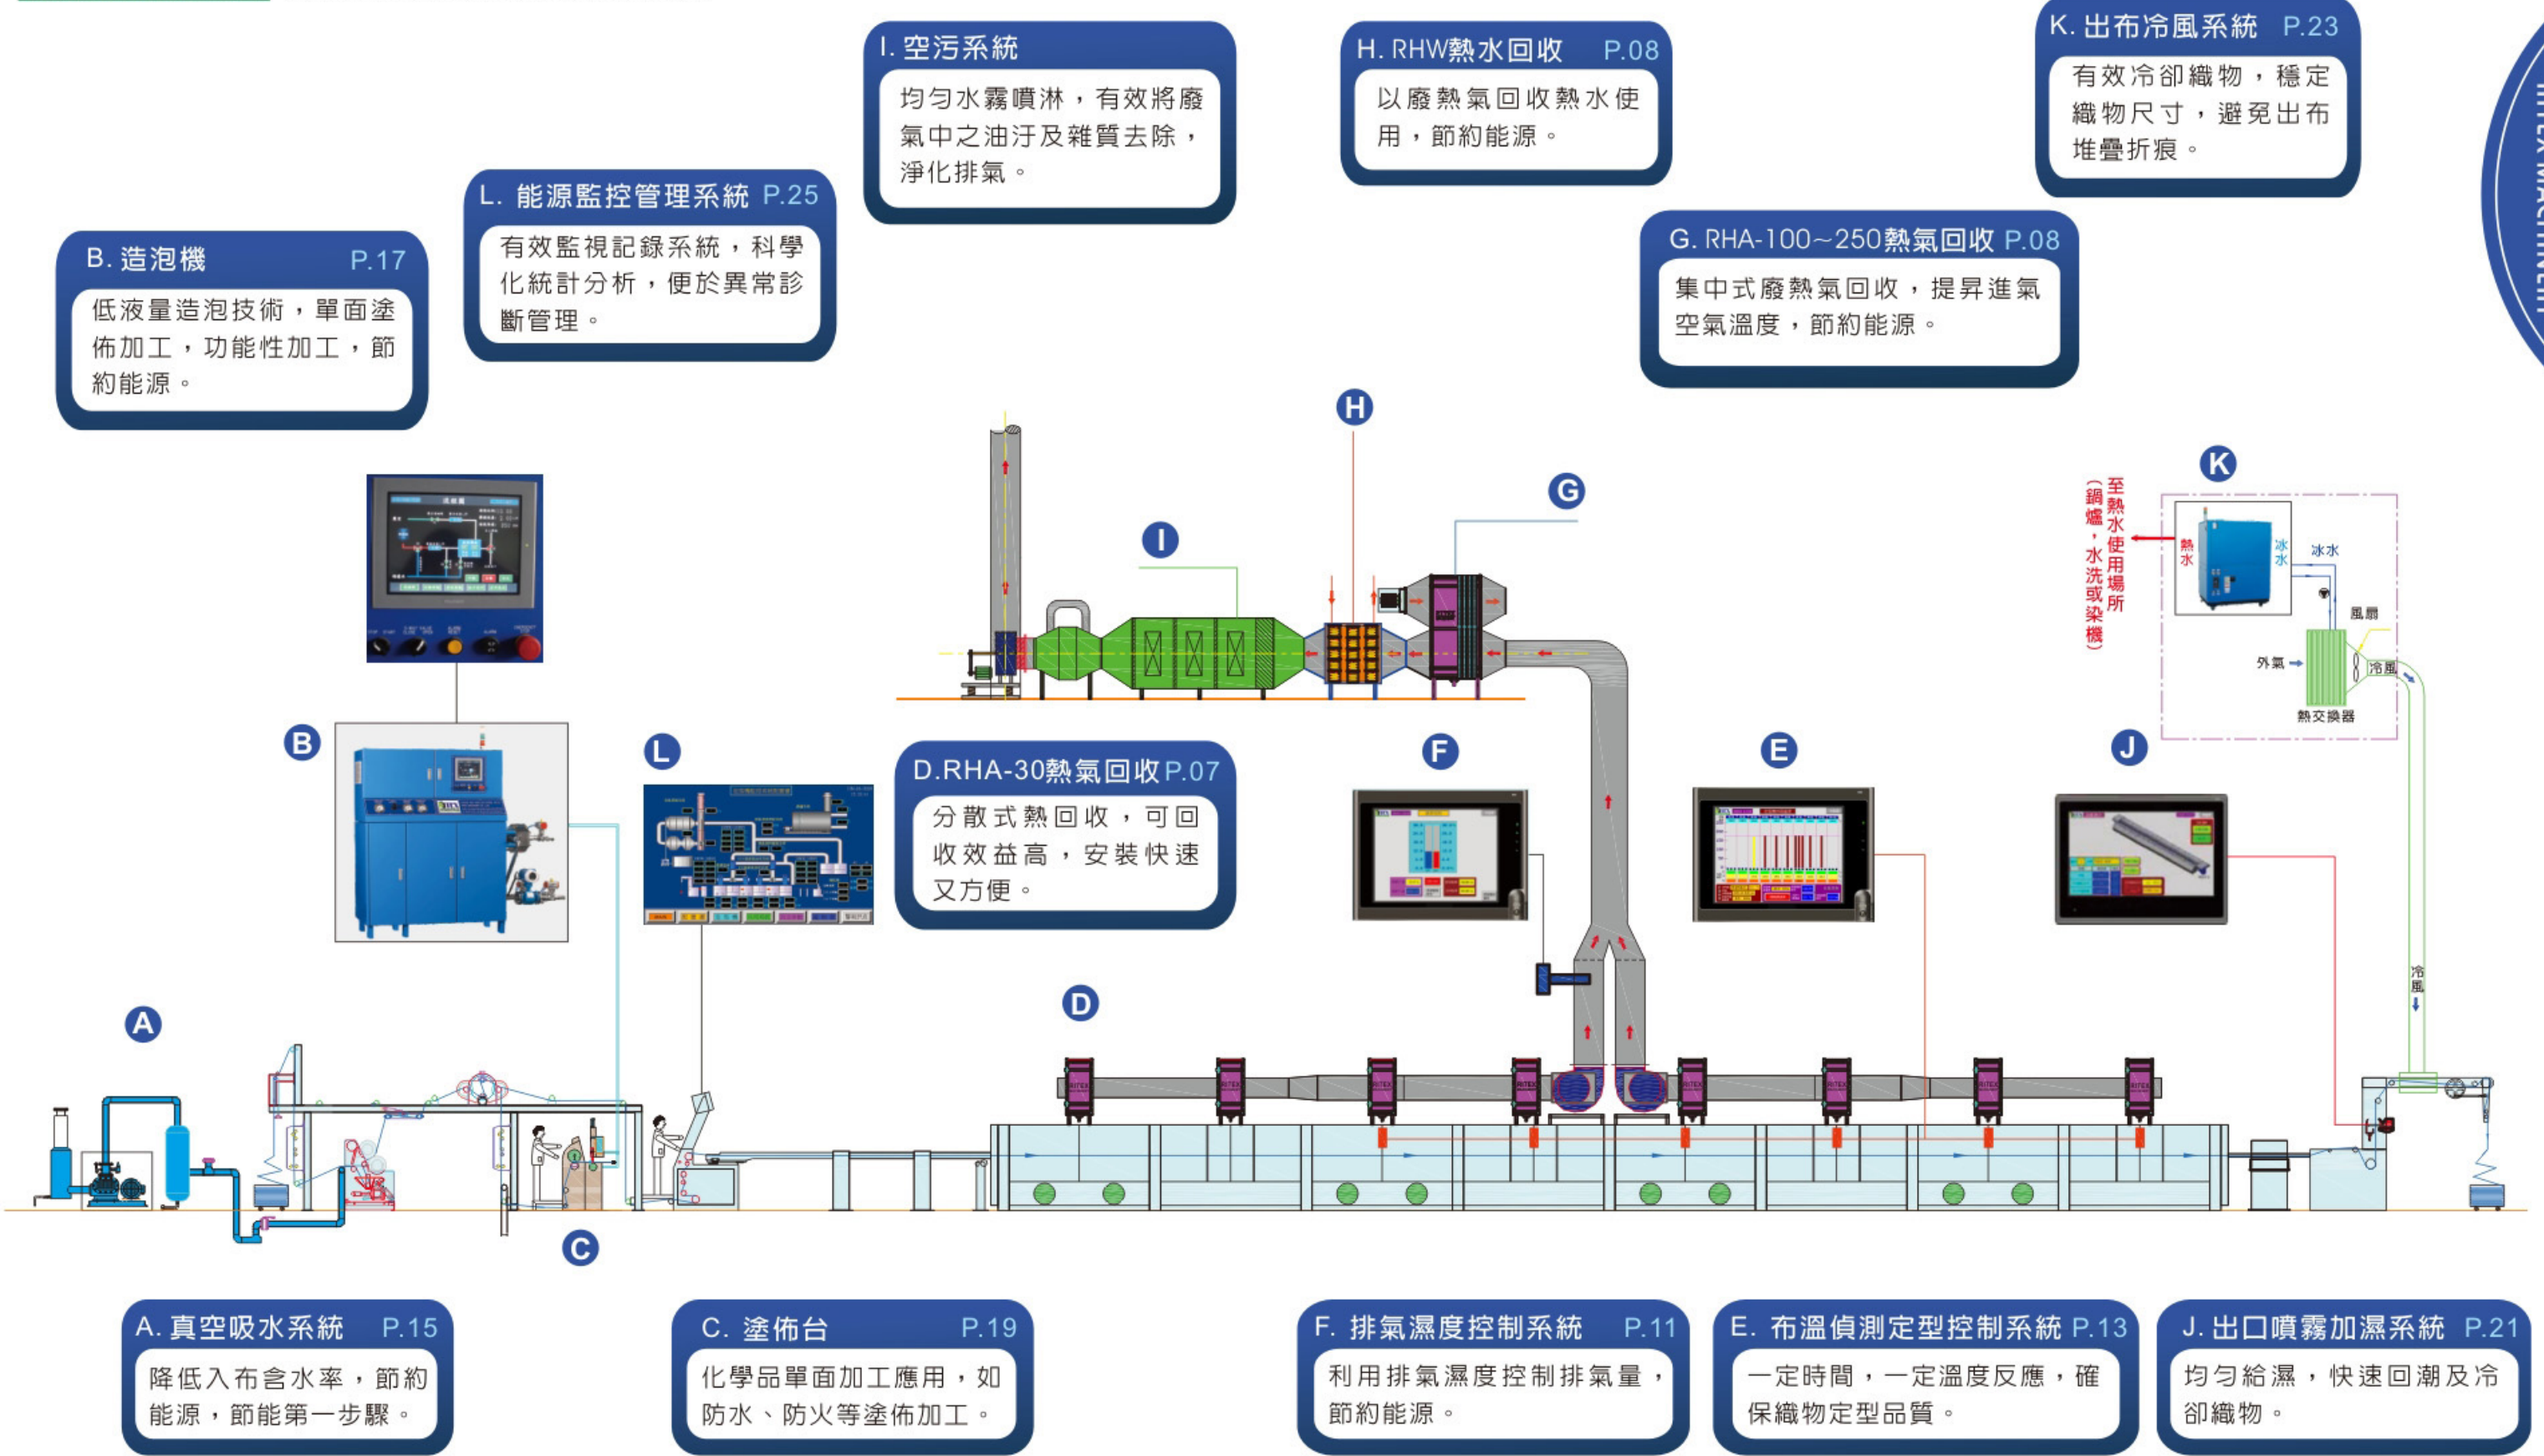 I. 空污系統
均勻水霧噴淋，有效將廢
氣中之油汙及雜質去除，
淨化排氣。
H. RHW熱水回收 P.08
以廢熱氣回收熱水使
用，節約能源。
K. 出布冷風系統 P.23
有效冷卻織物，穩定
織物尺寸，避免出布
堆疊折痕。
L. 能源監控管理系統 P.25
有效監視記錄系統，科學
化統計分析，便於異常診
斷管理。
G. RHA-100~250熱氣回收 P.08
集中式廢熱氣回收，提昇進氣
空氣溫度，節約能源。
B. 造泡機 P.17
低液量造泡技術，單面塗
佈加工，功能性加工，節
約能源。
H
K
G
I
至熱水使用場所
（鍋爐，水洗或染機）
熱水
冰水
冰水
風扇
外氣
冷風
熱交換器
B
L
F
E
J
D.RHA-30熱氣回收 P.07
分散式熱回收，可回
收效益高，安裝快速
又方便。
冷風
A
D
RITEX
RITEX
RITEX
RITEX
RITEX
RITEX
RITEX
RITEX
C
A. 真空吸水系統 P.15
降低入布含水率，節約
能源，節能第一步驟。
C. 塗佈台 P.19
化學品單面加工應用，如
防水、防火等塗佈加工。
F. 排氣濕度控制系統 P.11
利用排氣濕度控制排氣量，
節約能源。
E. 布溫偵測定型控制系統 P.13
一定時間，一定溫度反應，確
保織物定型品質。
J. 出口噴霧加濕系統 P.21
均勻給濕，快速回潮及冷
卻織物。